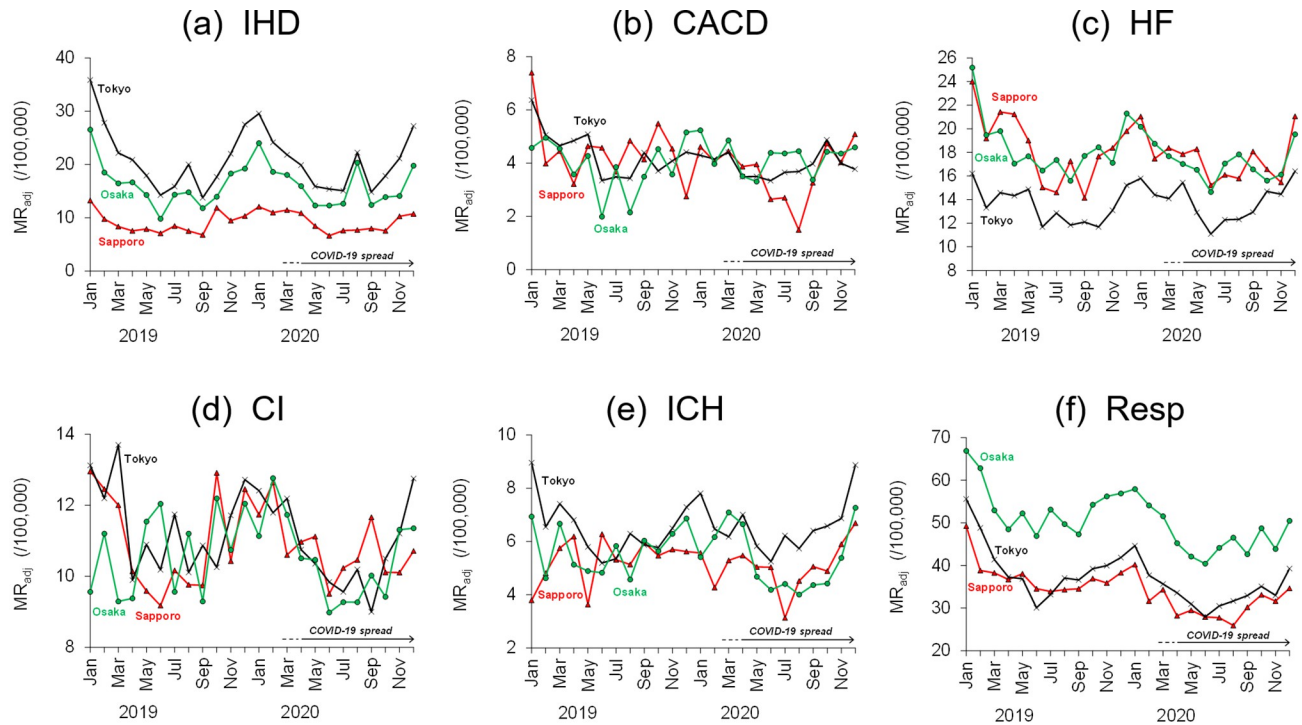 (a) IHD
MRadj (/100,000)
40
30
20
10
0
Tokyo
Osaka
Sapporo
COVID-19 spread
Jan
Mar
May
Jul
Sep
Nov
Jan
Mar
May
Jul
Sep
Nov
2019
2020
(b) CACD
MRadj (/100,000)
8
6
4
2
0
Tokyo
Sapporo
Osaka
COVID-19 spread
Jan
Mar
May
Jul
Sep
Nov
Jan
Mar
May
Jul
Sep
Nov
2019
2020
(c) HF
MRadj (/100,000)
26
24
22
20
18
16
14
12
10
8
Sapporo
Osaka
Tokyo
COVID-19 spread
Jan
Mar
May
Jul
Sep
Nov
Jan
Mar
May
Jul
Sep
Nov
2019
2020
(d) CI
MRadj (/100,000)
14
12
10
8
Tokyo
Osaka
Sapporo
COVID-19 spread
Jan
Mar
May
Jul
Sep
Nov
Jan
Mar
May
Jul
Sep
Nov
2019
2020
(e) ICH
MRadj (/100,000)
10
8
6
4
2
Tokyo
Sapporo
Osaka
COVID-19 spread
Jan
Mar
May
Jul
Sep
Nov
Jan
Mar
May
Jul
Sep
Nov
2019
2020
(f) Resp
MRadj (/100,000)
70
60
50
40
30
20
Osaka
Tokyo
Sapporo
COVID-19 spread
Jan
Mar
May
Jul
Sep
Nov
Jan
Mar
May
Jul
Sep
Nov
2019
2020